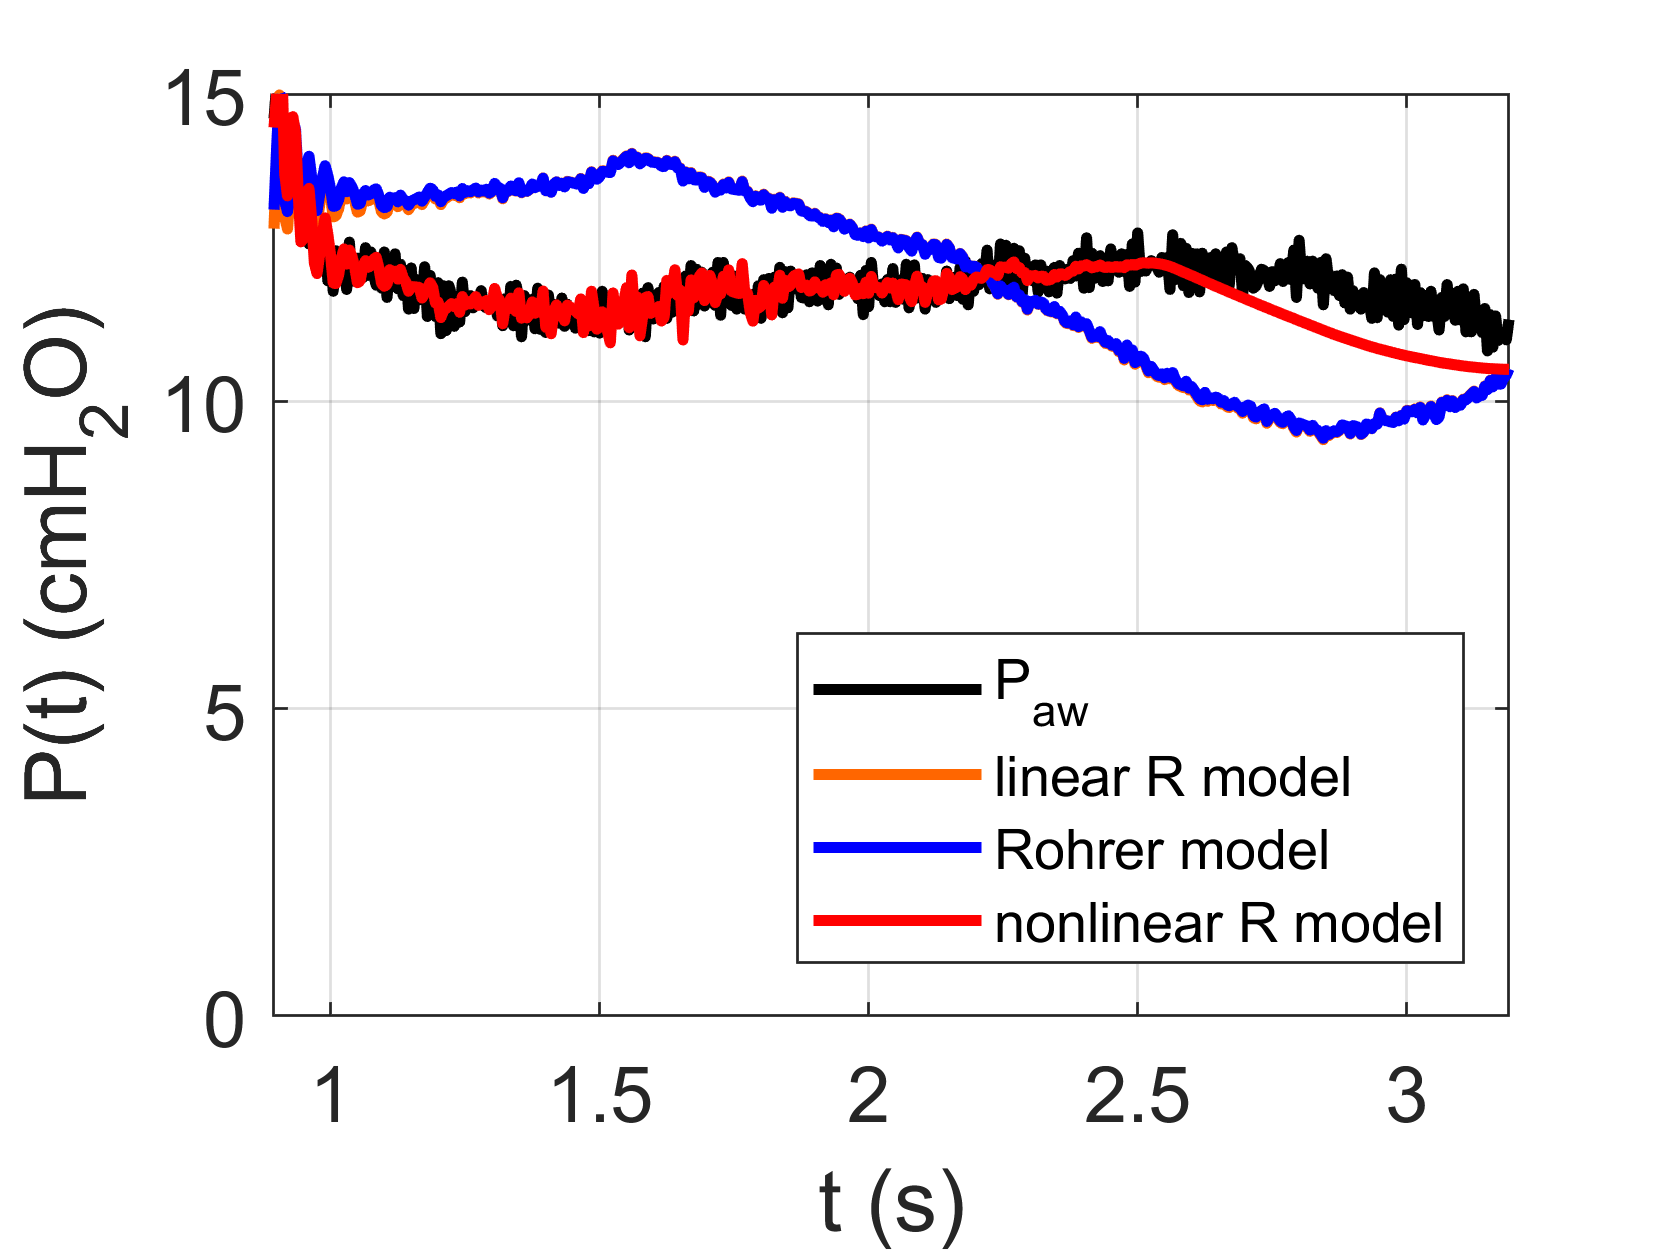 15
10
5
0
P(t) (cmH2O)
1 1.5 2 2.5 3
t (s)
Paw
linear R model
Rohrer model
nonlinear R model